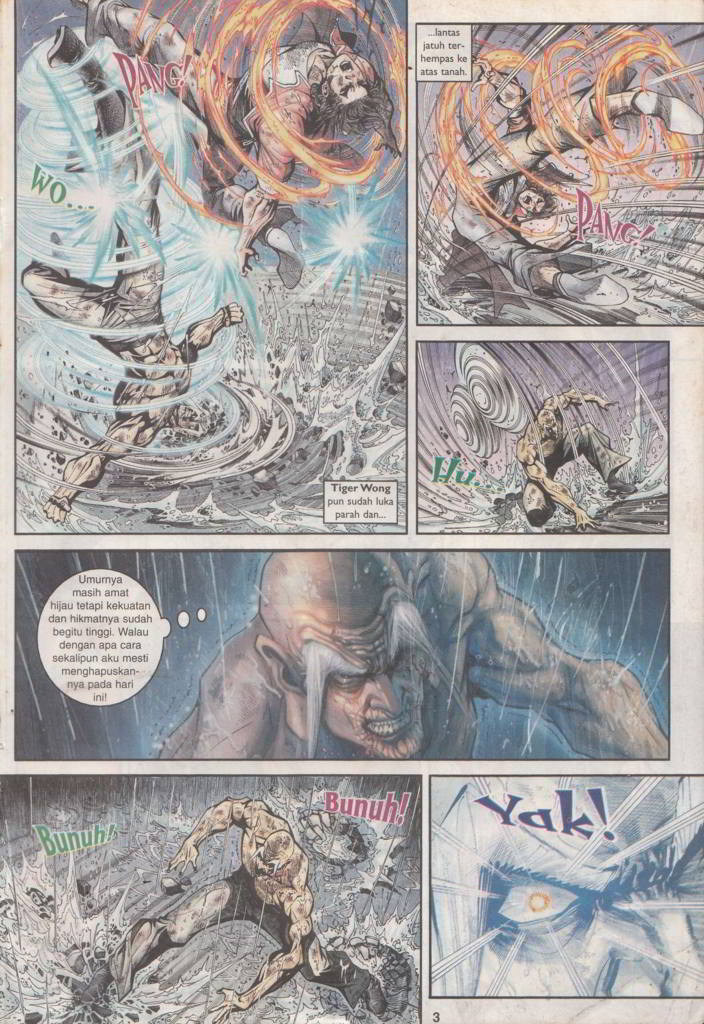 PANG!
WO...
Tiger Wong
pun sudah luka
parah dan...
...lantas
jatuh ter-
hempas ke
atas tanah.
PANG!
Hu..
Umurnya
masih amat
hijau tetapi kekuatan
dan hikmatnya sudah
begitu tinggi. Walau
dengan apa cara
sekalipun aku mesti
menghapuskan-
nya pada hari
ini!
Bunuh!
Bunuh!
Yak!
3